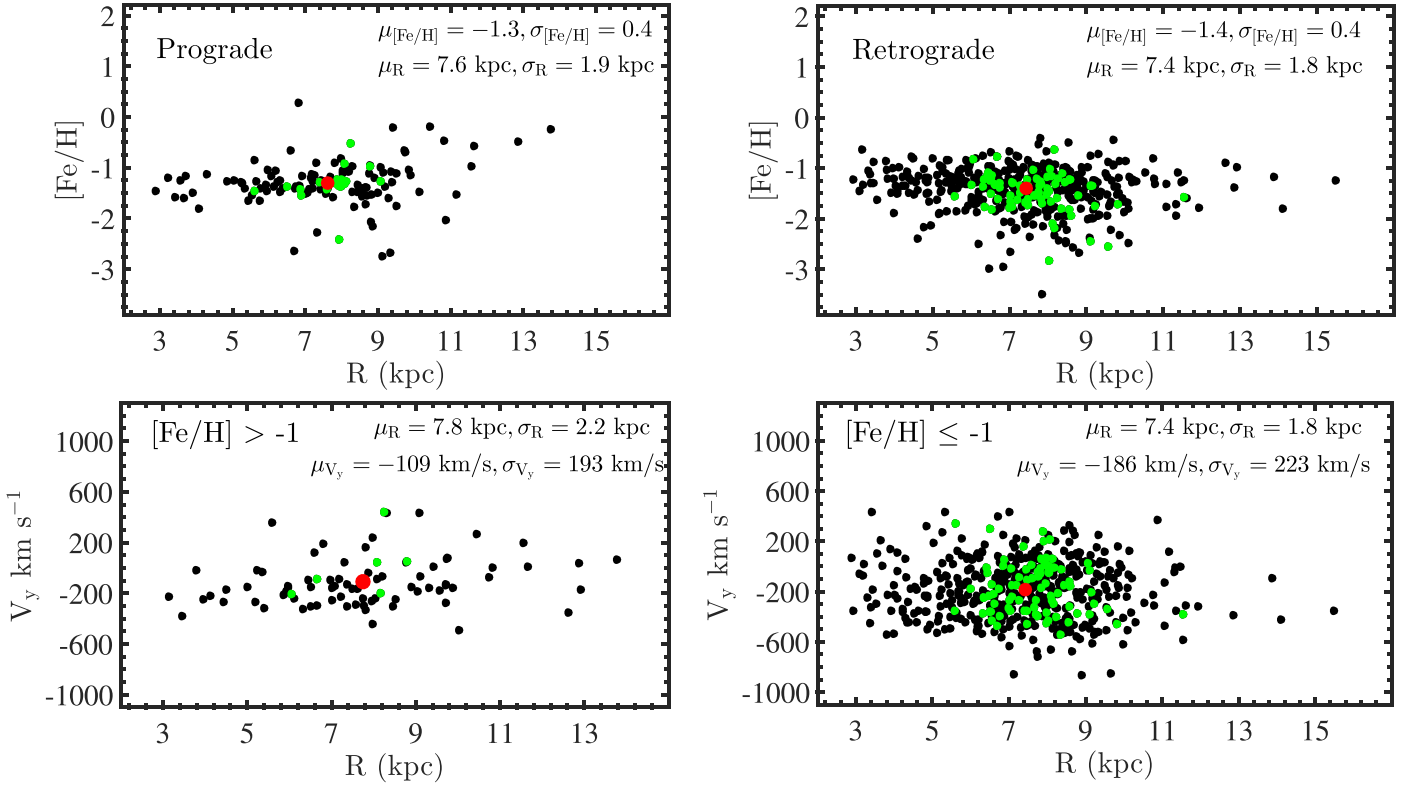 Prograde
μ[Fe/H] = −1.3, σ[Fe/H] = 0.4
μR = 7.6 kpc, σR = 1.9 kpc
2
1
0
-1
-2
-3
[Fe/H]
3 5 7 9 11 13 15
R (kpc)
Retrograde
μ[Fe/H] = −1.4, σ[Fe/H] = 0.4
μR = 7.4 kpc, σR = 1.8 kpc
2
1
0
-1
-2
-3
[Fe/H]
3 5 7 9 11 13 15
R (kpc)
[Fe/H] > -1
μR = 7.8 kpc, σR = 2.2 kpc
μVy = −109 km/s, σVy = 193 km/s
1000
600
200
-200
-600
-1000
Vy km s−1
3 5 7 9 11 13 15
R (kpc)
[Fe/H] ≤ -1
μR = 7.4 kpc, σR = 1.8 kpc
μVy = −186 km/s, σVy = 223 km/s
1000
600
200
-200
-600
-1000
Vy km s−1
3 5 7 9 11 13 15
R (kpc)